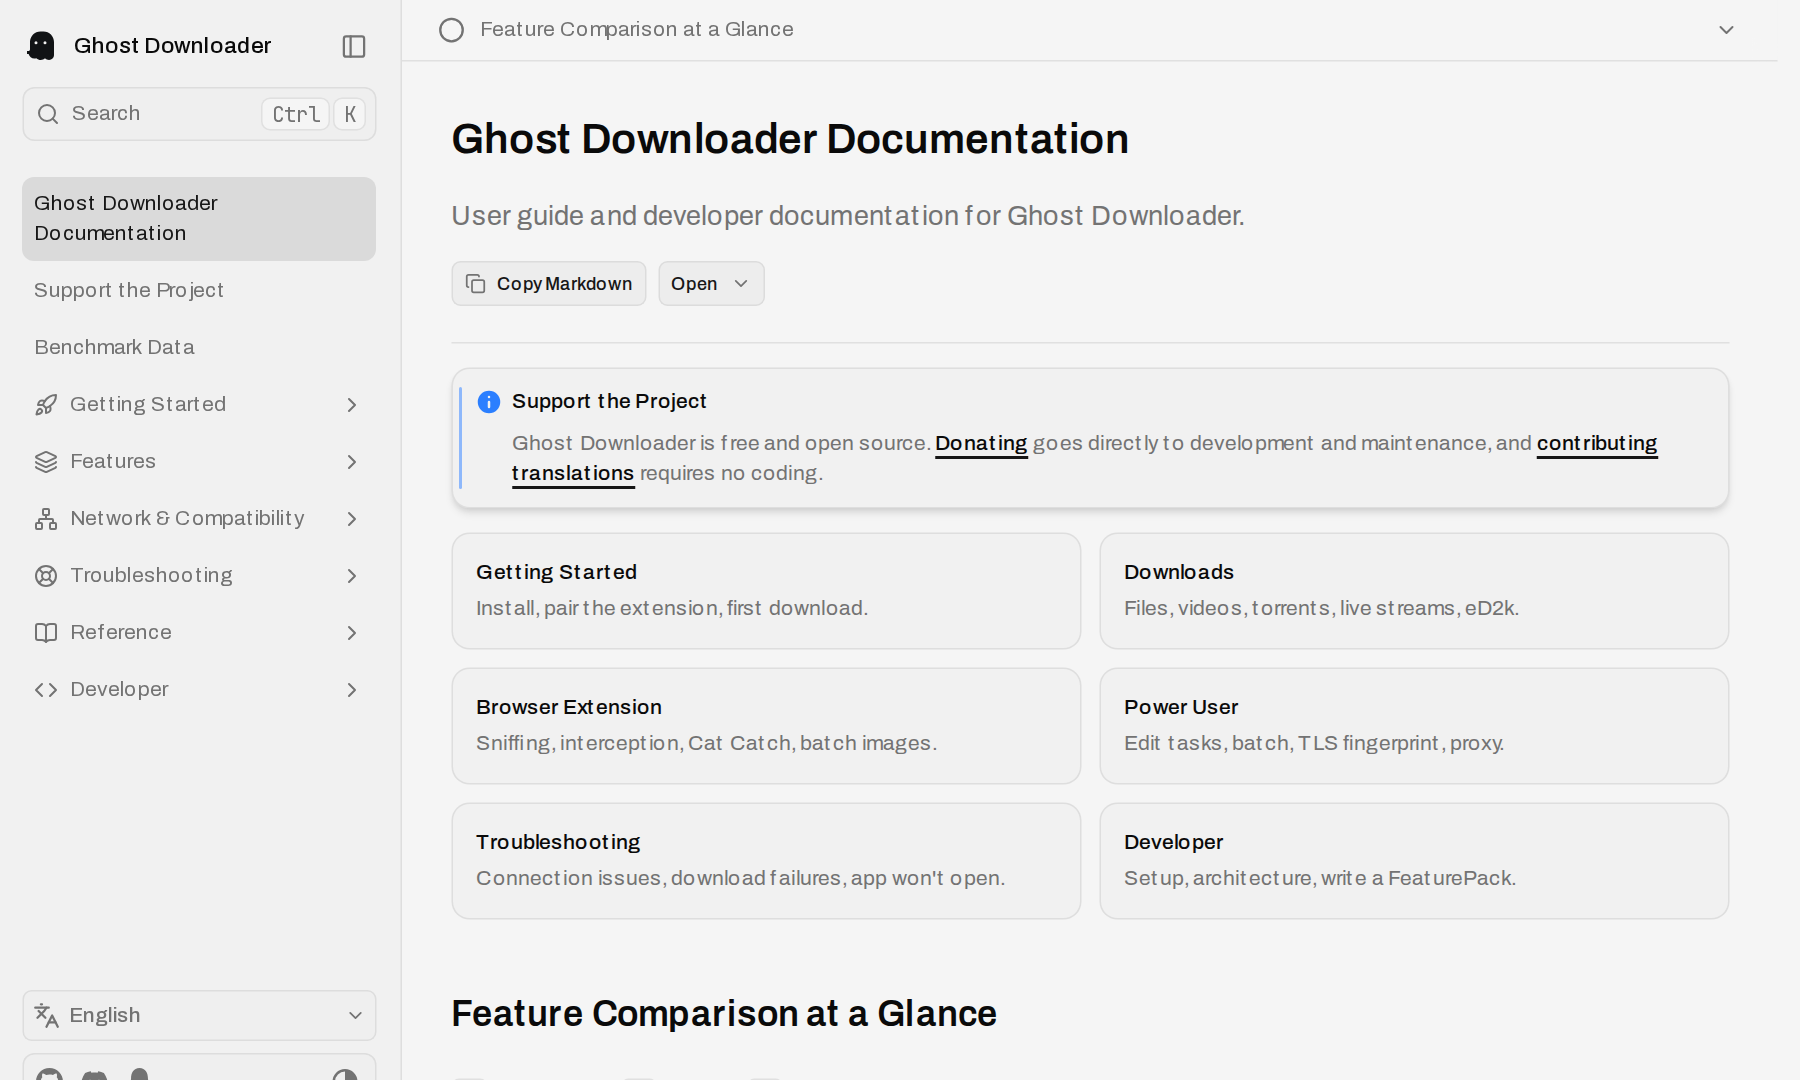 Ghost Downloader
Search
Ctrl K
Ghost Downloader
Documentation
Support the Project
Benchmark Data
Getting Started
Features
Network & Compatibility
Troubleshooting
Reference
Developer
English
Feature Comparison at a Glance
Ghost Downloader Documentation
User guide and developer documentation for Ghost Downloader.
Copy Markdown
Open
Support the Project
Ghost Downloader is free and open source. Donating goes directly to development and maintenance, and contributing
translations requires no coding.
Getting Started
Install, pair the extension, first download.
Downloads
Files, videos, torrents, live streams, eD2k.
Browser Extension
Sniffing, interception, Cat Catch, batch images.
Power User
Edit tasks, batch, TLS fingerprint, proxy.
Troubleshooting
Connection issues, download failures, app won't open.
Developer
Setup, architecture, write a FeaturePack.
Feature Comparison at a Glance